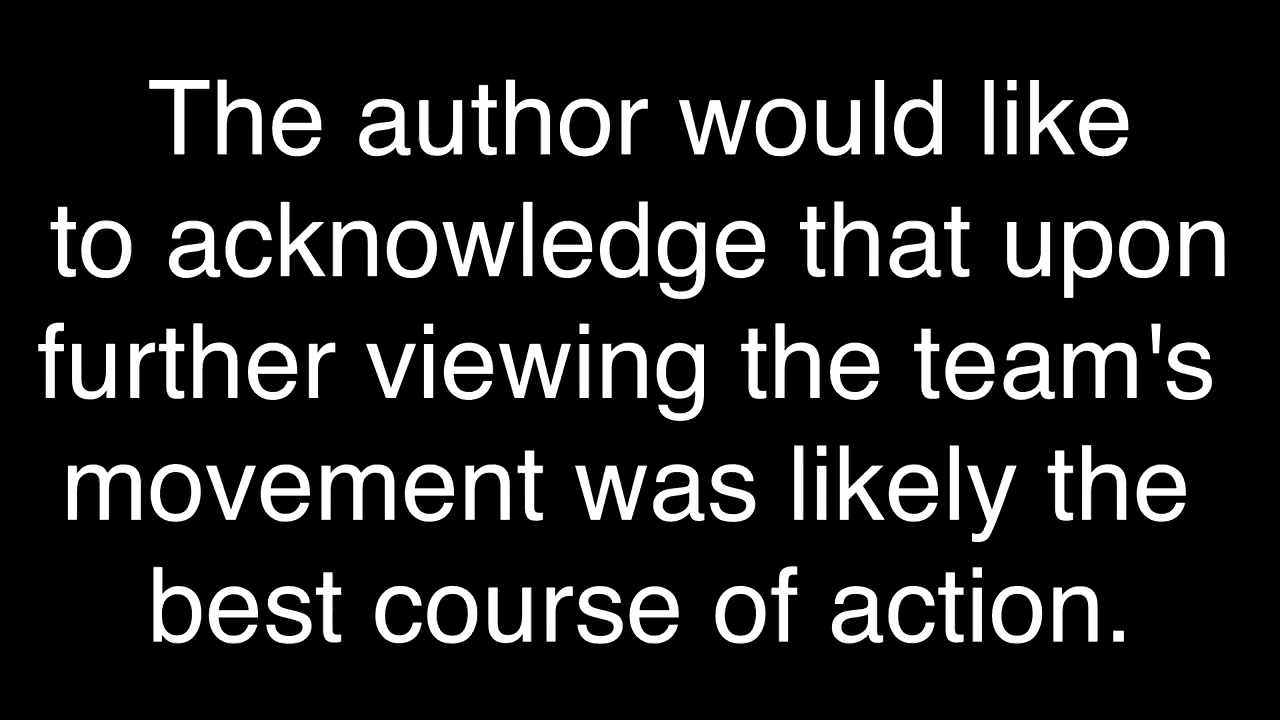 The author would like
to acknowledge that upon
further viewing the team's
movement was likely the
best course of action.